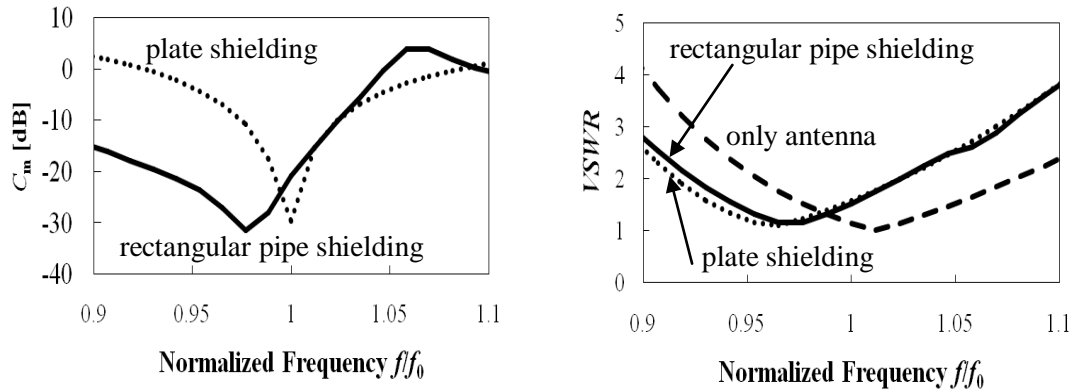 10
0
-10
-20
-30
-40
Cm [dB]
plate shielding
rectangular pipe shielding
0.9 0.95 1 1.05 1.1
Normalized Frequency f/f0
5
4
3
2
1
0
VSWR
rectangular pipe shielding
only antenna
plate shielding
0.9 0.95 1 1.05 1.1
Normalized Frequency f/f0